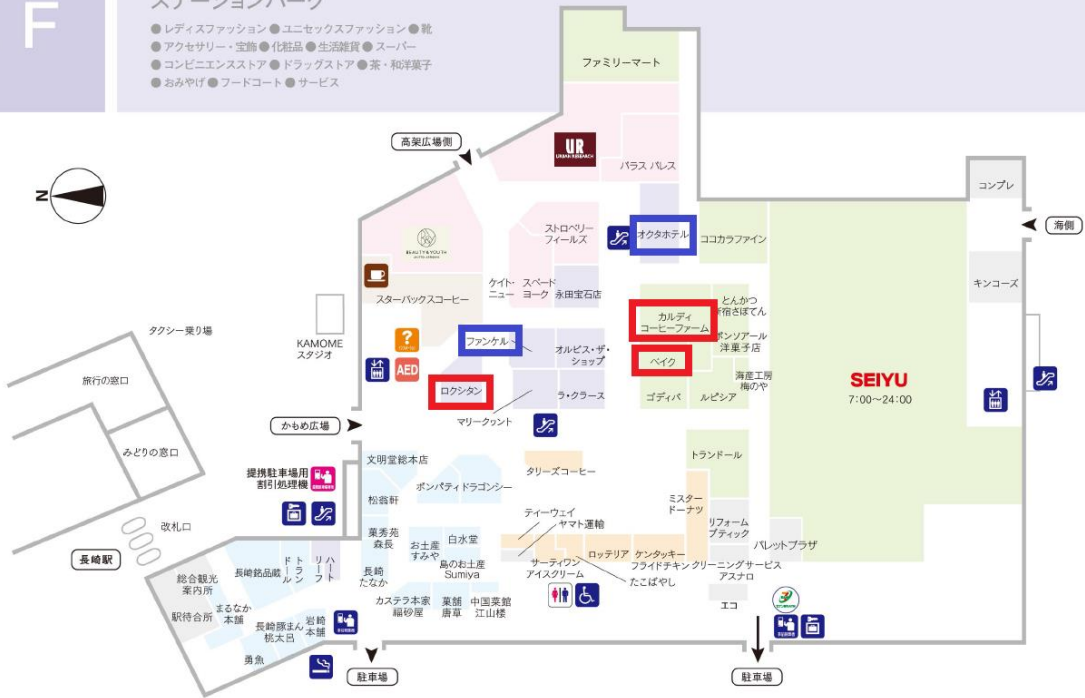 F
ステーションパーク
●レディスファッション●ユニセックスファッション●靴
●アクセサリー・宝飾●化粧品●生活雑貨●スーパー
●コンビニエンスストア●ドラッグストア●茶・和洋菓子
●おみやげ●フードコート●サービス
ファミリーマート
高架広場側
UR
URBAN RESEARCH
パラス パレス
コンプレ
N
海側
オクタホテル
ココカラファイン
ストロベリー
フィールズ
BEAUTY&YOUTH
キンコーズ
ケイト・
ニュー
スペード
ヨーク
永田宝石店
スターバックスコーヒー
とんかつ
新宿さぼてん
カルディ
コーヒーファーム
ボンソアール
洋菓子店
タクシー乗り場
KAMOME
スタジオ
?
ファンケル
オルビス・ザ・
ショップ
ベイク
AED
海産工房
梅のや
SEIYU
7:00～24:00
旅行の窓口
ロクシタン
マリークヮント
ラ・クラース
ゴディバ
ルピシア
かもめ広場
みどりの窓口
文明堂総本店
トランドール
提携駐車場用
割引処理機
タリーズコーヒー
ボンパティ
ドラゴンシー
松翁軒
ミスター
ドーナツ
ティーウェイ
ヤマト運輸
改札口
菓秀苑
森長
お土産
すみや
白水堂
リフォーム
ブティック
パレットプラザ
長崎駅
ロッテリア
ケンタッキー
フライドチキン
クリーニングサービス
アスナロ
島のお土産
Sumiya
サーティワン
アイスクリーム
たこばやし
長崎
たなか
総合観光
案内所
長崎銘品蔵
ドトール
トラン
リーフ
ハート
駅待合所
まるなか
本舗
カステラ本家
福砂屋
菓舗
唐草
中国菜館
江山楼
エコ
長崎豚まん
桃太呂
岩崎
本舗
勇魚
駐車場
駐車場